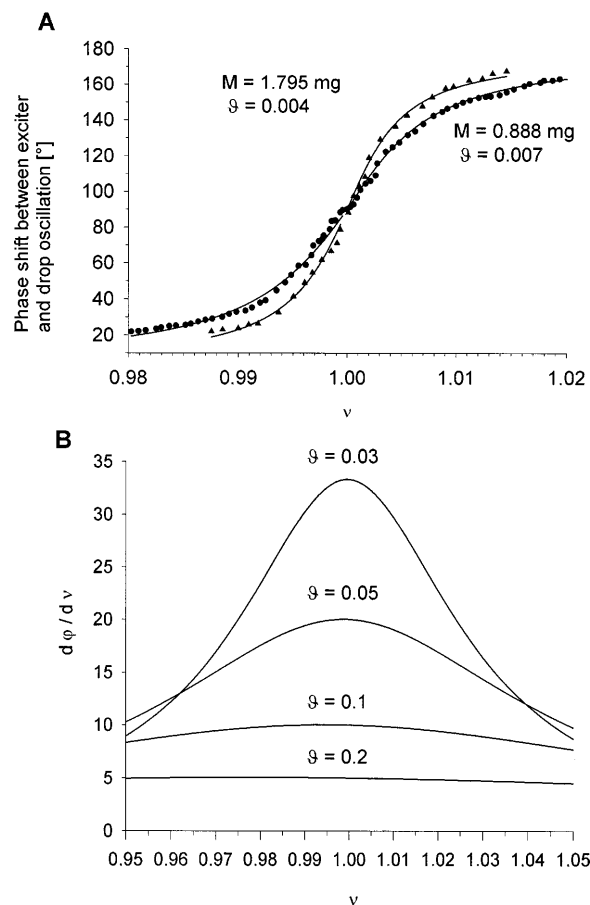 A
Phase shift between exciter
and drop oscillation [°]
180
160
140
120
100
80
60
40
20
M = 1.795 mg
ϑ = 0.004
M = 0.888 mg
ϑ = 0.007
0.98 0.99 1.00 1.01 1.02
ν
B
d φ / d ν
35
30
25
20
15
10
5
0
ϑ = 0.03
ϑ = 0.05
ϑ = 0.1
ϑ = 0.2
0.95 0.96 0.97 0.98 0.99 1.00 1.01 1.02 1.03 1.04 1.05
ν